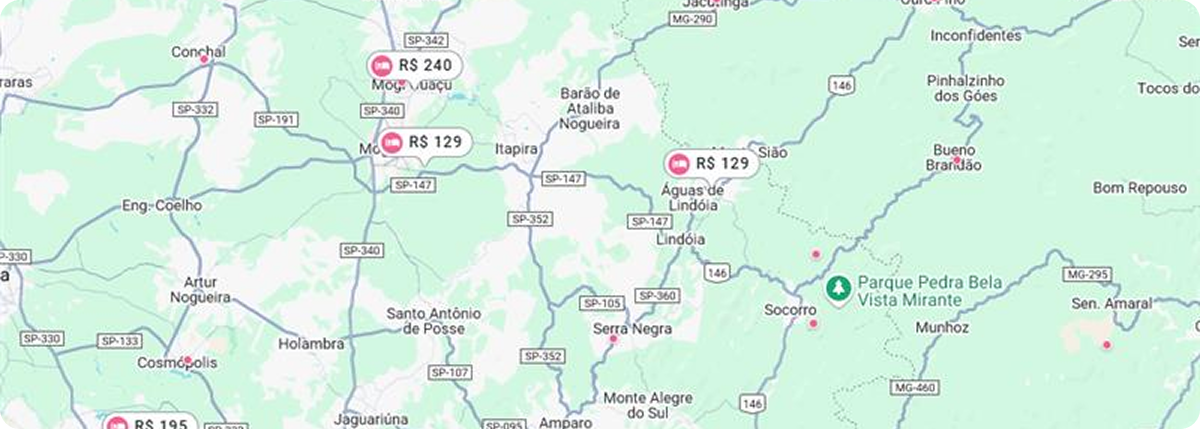 Jacutinga
MG-290
Inconfidentes
SP-342
Conchal
R$ 240
Mogi Guaçu
146
Pinhalzinho
dos Góes
Tocos do
raras
Barão de
Ataliba
Nogueira
SP-332
SP-340
SP-191
R$ 129
Itapira
R$ 129
Sião
Bueno
Brandão
SP-147
SP-147
Águas de
Lindóia
Bom Repouso
Eng. Coelho
SP-352
SP-147
Lindóia
SP-340
P-330
a
146
MG-295
Artur
Nogueira
Parque Pedra Bela
Vista Mirante
SP-360
SP-105
Socorro
Sen. Amaral
Santo Antônio
de Posse
Serra Negra
Munhoz
SP-330
SP-133
Holambra
Cosmópolis
SP-352
SP-107
MG-460
Monte Alegre
do Sul
146
R$ 195
Jaguariúna
SP-095
Amparo